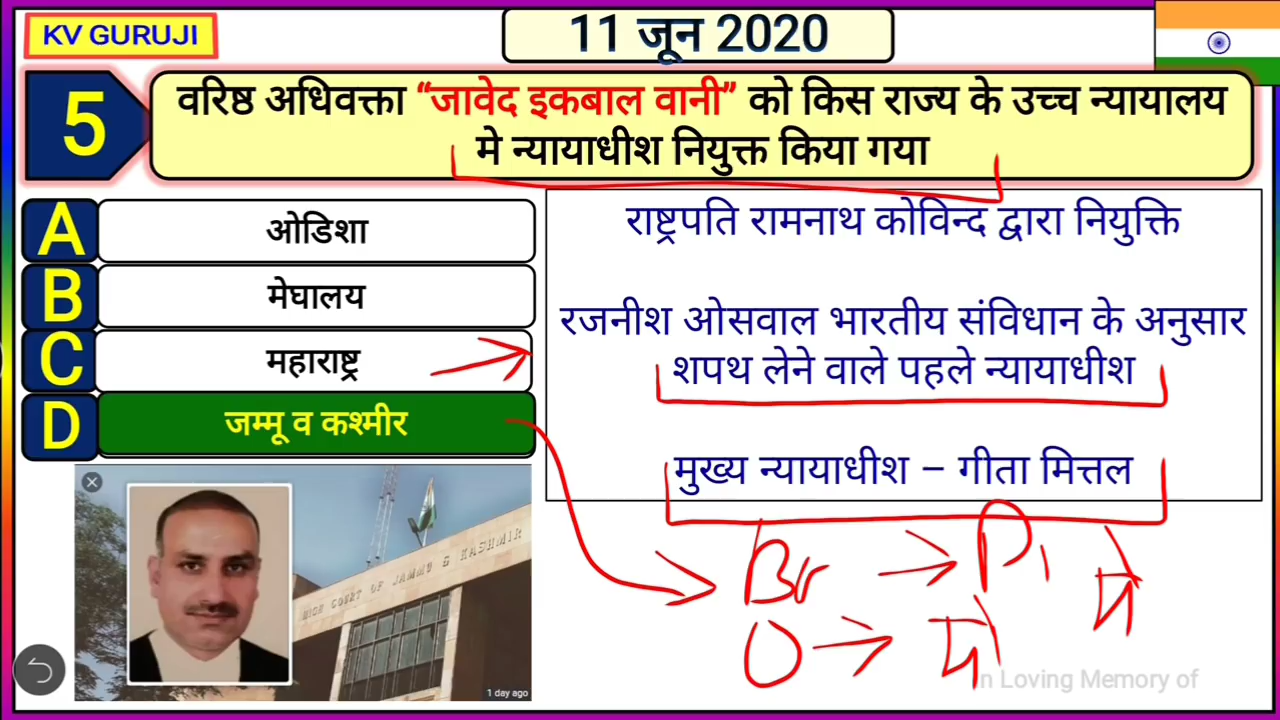 KV GURUJI
11 जून 2020
5
वरिष्ठ अधिवक्ता “जावेद इकबाल वानी” को किस राज्य के उच्च न्यायालय
मे न्यायाधीश नियुक्त किया गया
A ओडिशा
B मेघालय
C महाराष्ट्र
D जम्मू व कश्मीर
राष्ट्रपति रामनाथ कोविन्द द्वारा नियुक्ति
रजनीश ओसवाल भारतीय संविधान के अनुसार
शपथ लेने वाले पहले न्यायाधीश
मुख्य न्यायाधीश – गीता मित्तल
HIGH COURT OF JAMMU & KASHMIR
1 day ago
In Loving Memory of